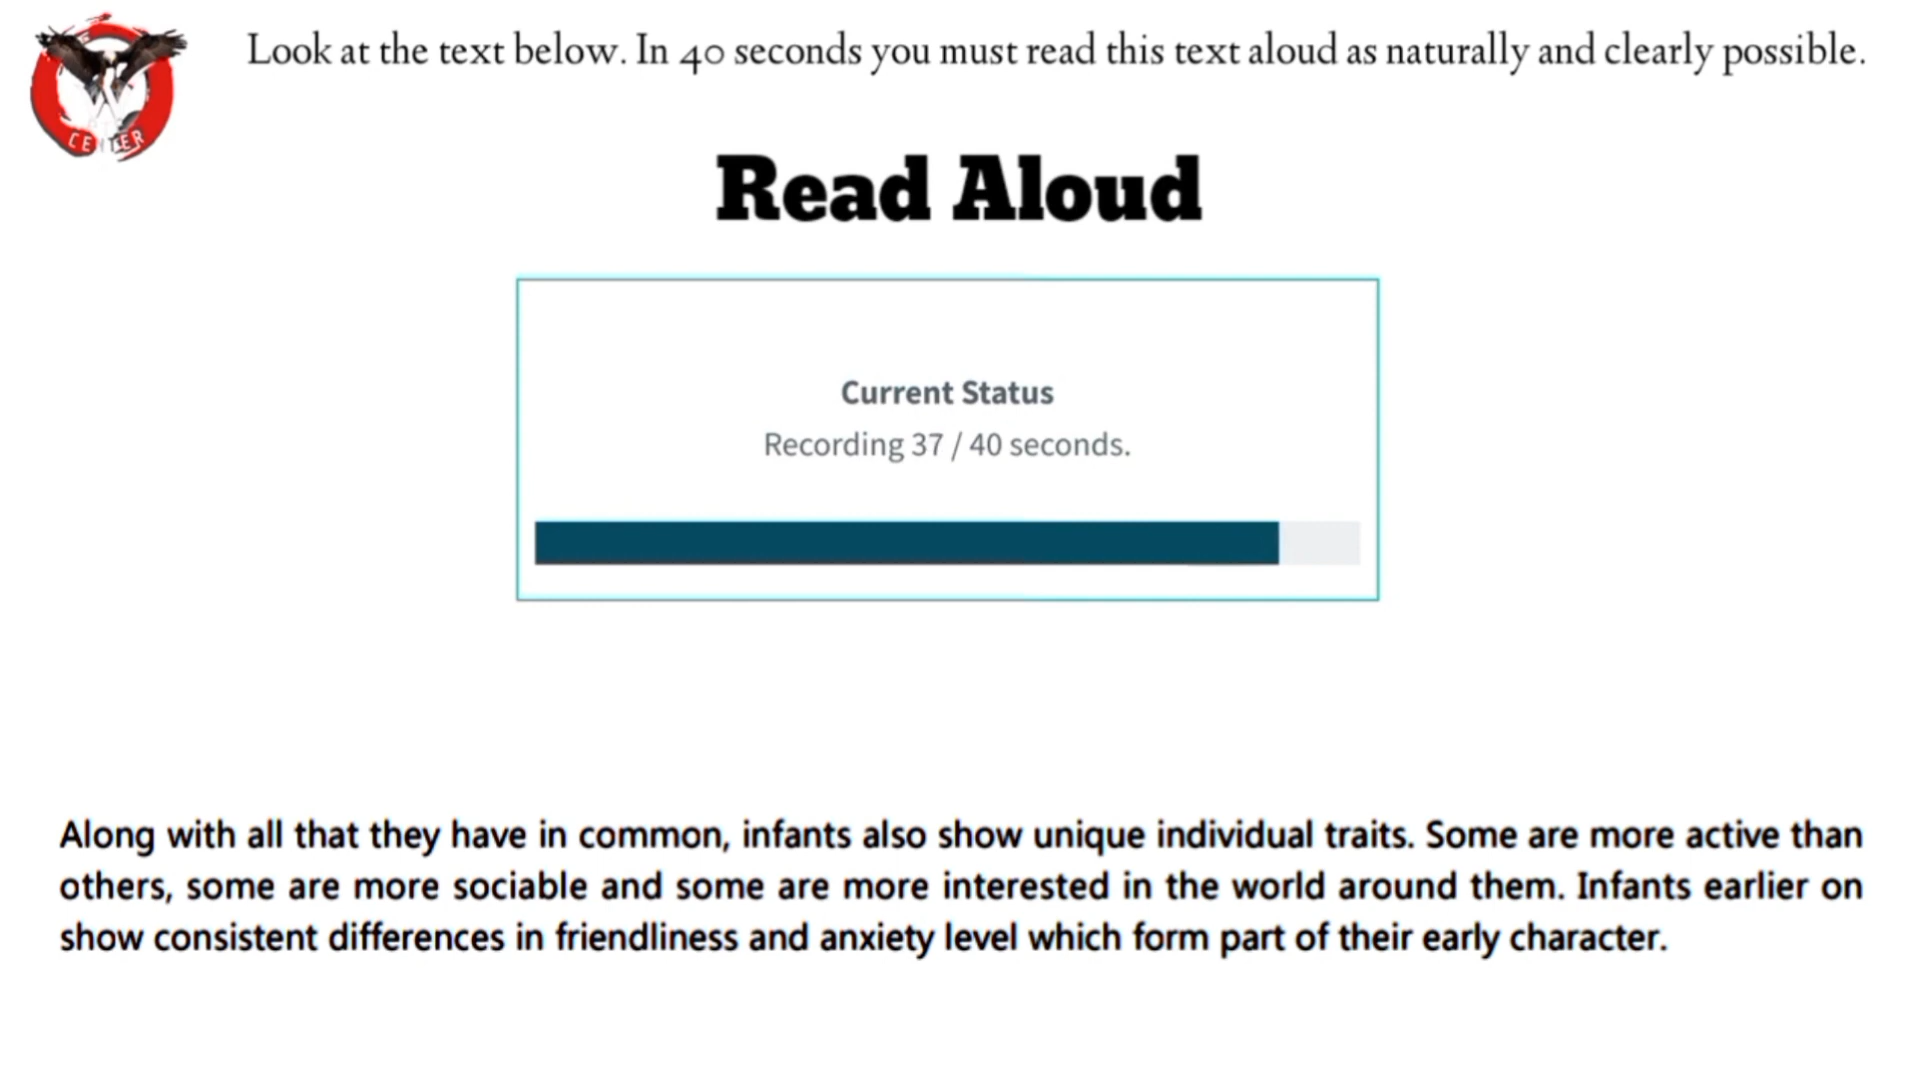 Look at the text below. In 40 seconds you must read this text aloud as naturally and clearly possible.
CENTER
Read Aloud
Current Status
Recording 37 / 40 seconds.
Along with all that they have in common, infants also show unique individual traits. Some are more active than
others, some are more sociable and some are more interested in the world around them. Infants earlier on
show consistent differences in friendliness and anxiety level which form part of their early character.